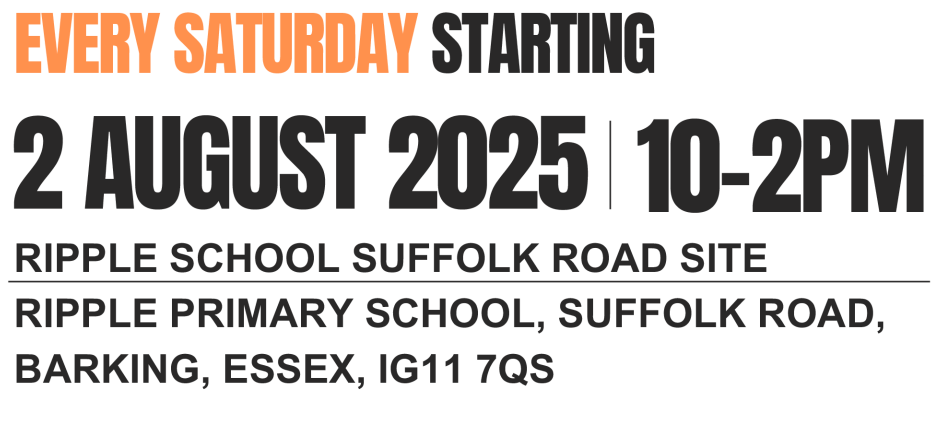 EVERY SATURDAY STARTING
2 AUGUST 2025 | 10-2PM
RIPPLE SCHOOL SUFFOLK ROAD SITE
RIPPLE PRIMARY SCHOOL, SUFFOLK ROAD,
BARKING, ESSEX, IG11 7QS